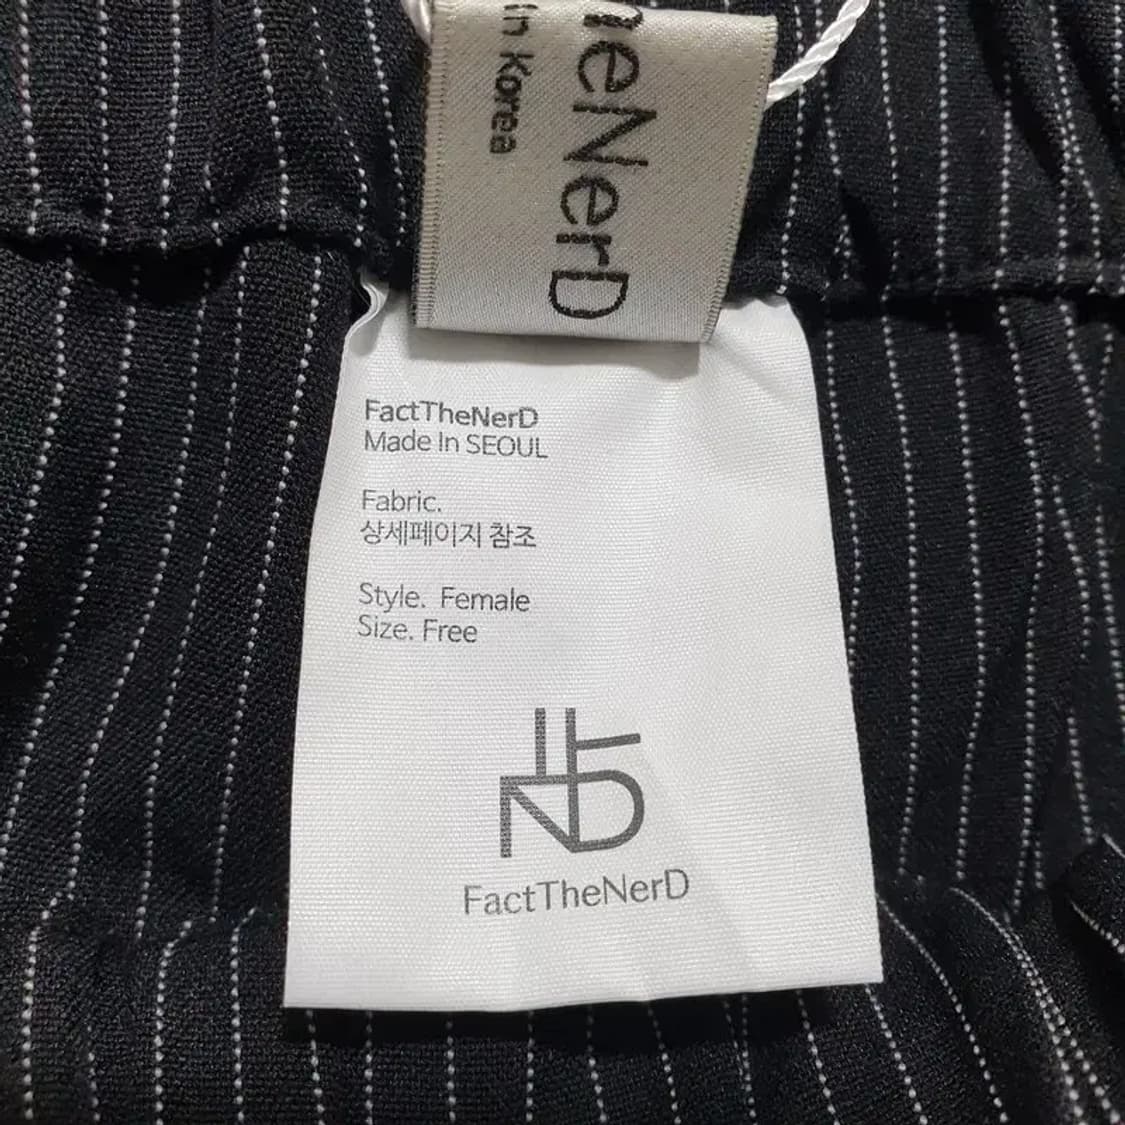 heNerD
In Korea
FactTheNerD
Made In SEOUL
Fabric.
상세페이지 참조
Style. Female
Size. Free
FactTheNerD